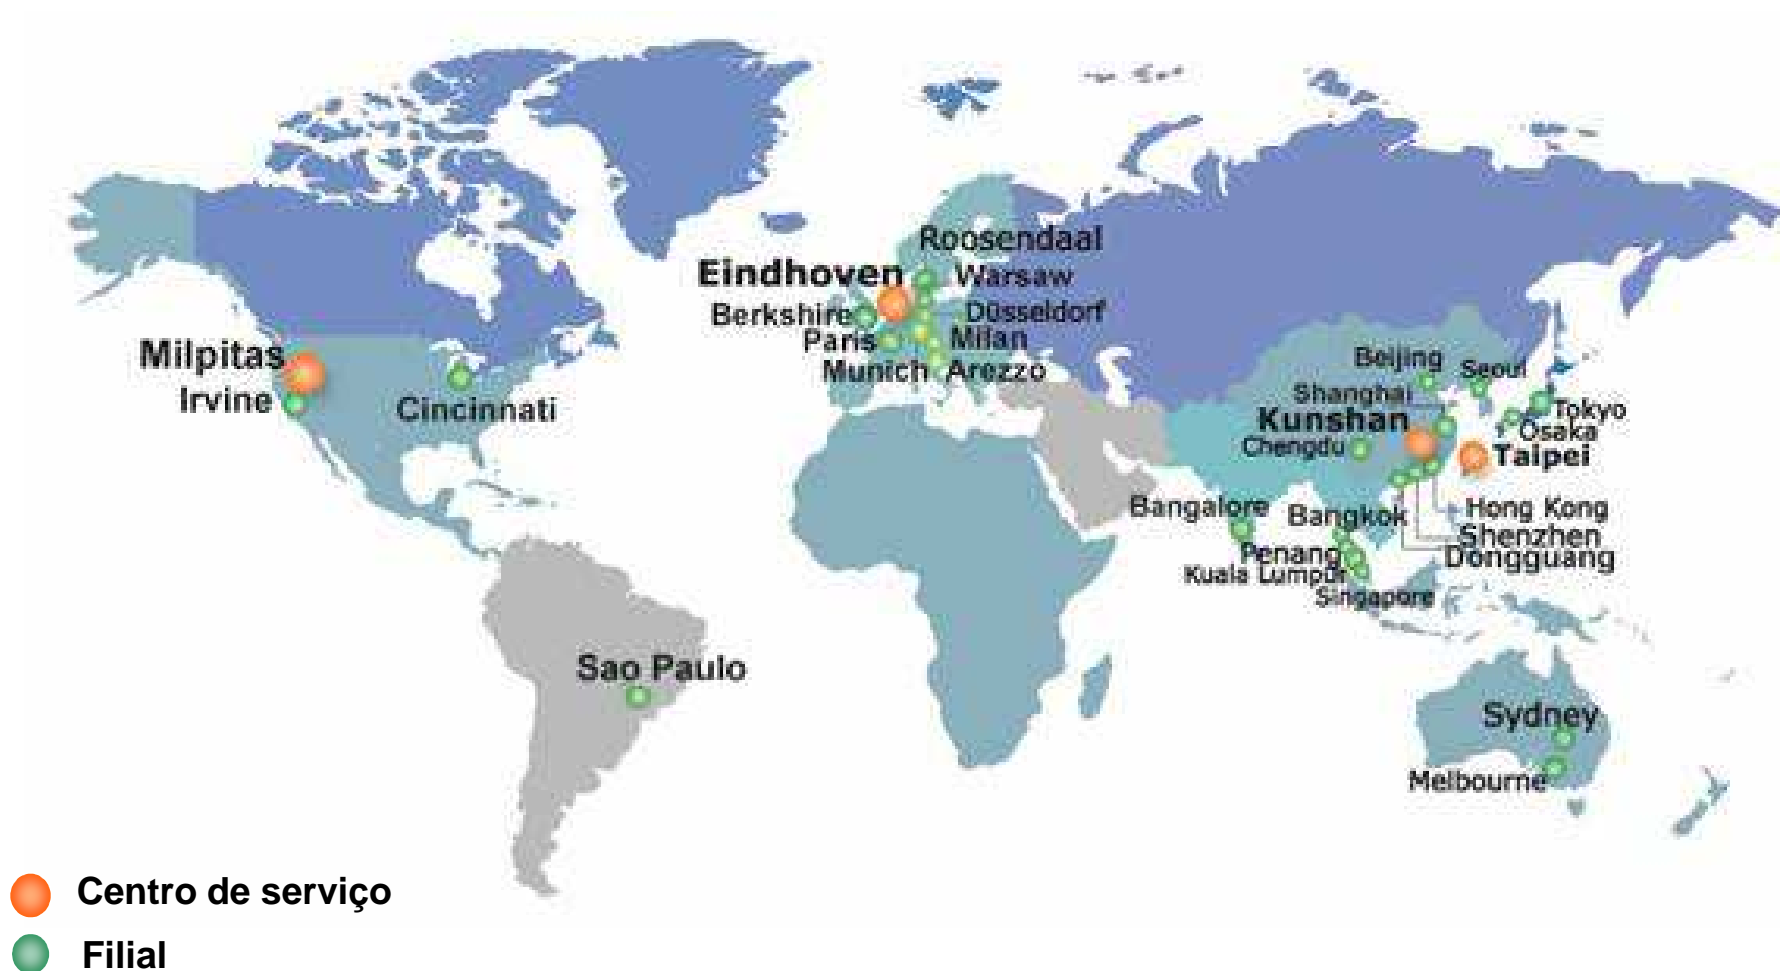 Roosendaal
Eindhoven
Warsaw
Berkshire
Düsseldorf
Paris
Milan
Munich
Arezzo
Milpitas
Irvine
Cincinnati
Beijing
Seoul
Shanghai
Kunshan
Tokyo
Osaka
Chengdu
Taipei
Bangalore
Bangkok
Hong Kong
Shenzhen
Penang
Dongguang
Kuala Lumpur
Singapore
Sao Paulo
Sydney
Melbourne
Centro de serviço
Filial